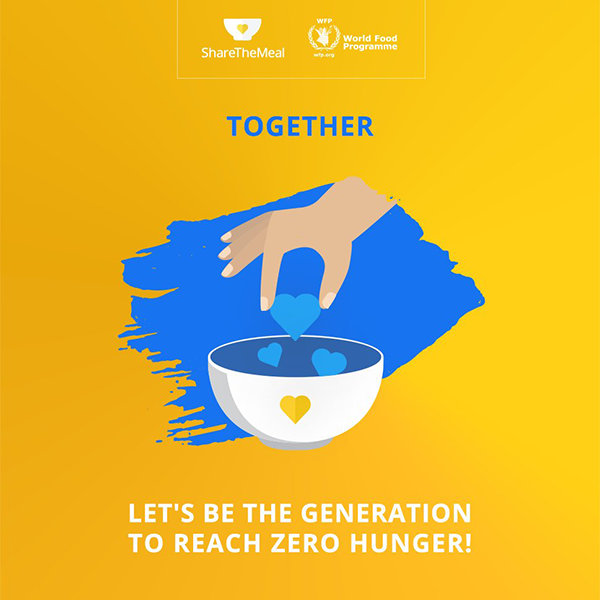 ShareTheMeal
WFP
World Food
Programme
wfp.org
TOGETHER
LET'S BE THE GENERATION
TO REACH ZERO HUNGER!